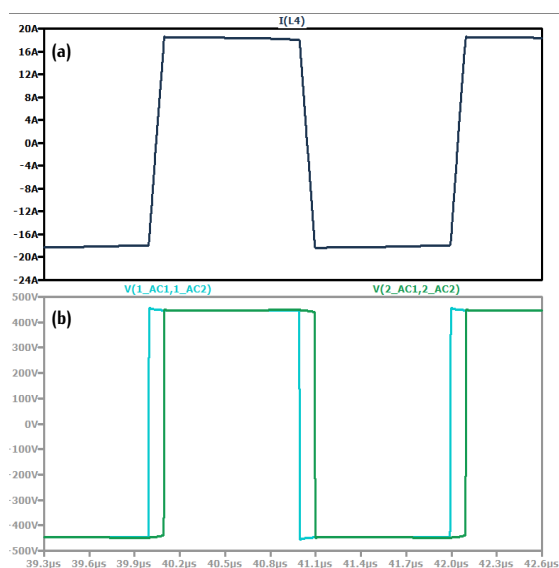 I(L4)
(a)
20A
16A
12A
8A
4A
0A
-4A
-8A
-12A
-16A
-20A
-24A
V(1_AC1,1_AC2) V(2_AC1,2_AC2)
(b)
500V
400V
300V
200V
100V
0V
-100V
-200V
-300V
-400V
-500V
39.3µs 39.6µs 39.9µs 40.2µs 40.5µs 40.8µs 41.1µs 41.4µs 41.7µs 42.0µs 42.3µs 42.6µs